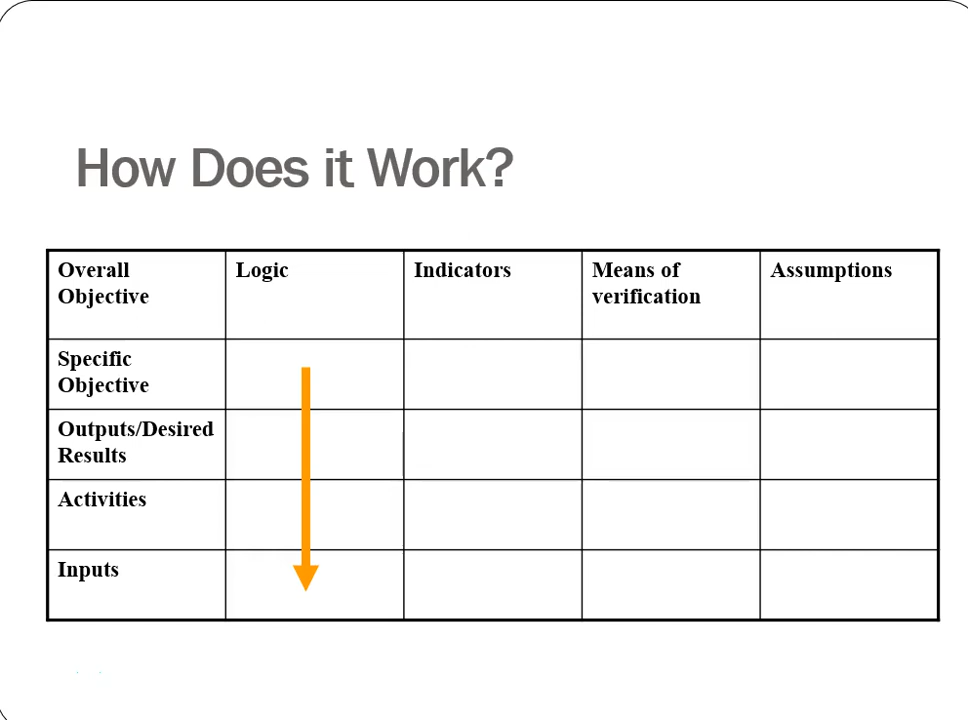 How Does it Work?
Overall Objective Logic Indicators Means of verification Assumptions
Specific Objective
Outputs/Desired Results
Activities
Inputs